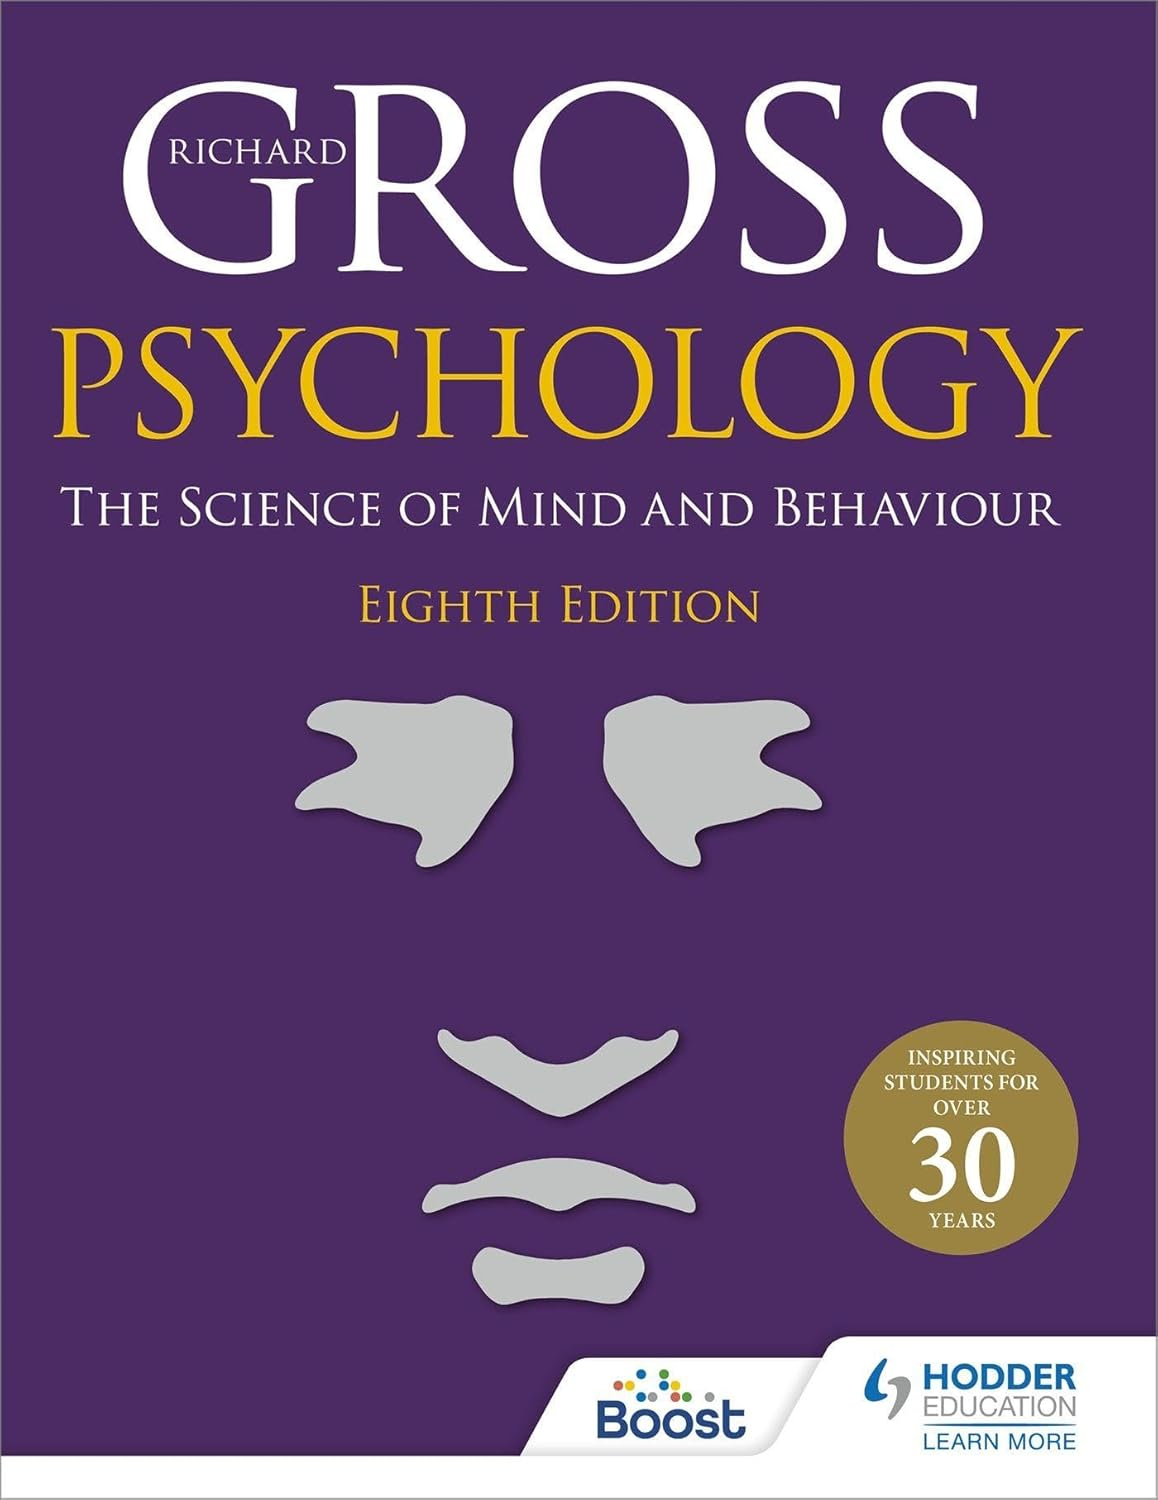 RICHARD
GROSS
PSYCHOLOGY
THE SCIENCE OF MIND AND BEHAVIOUR
EIGHTH EDITION
INSPIRING
STUDENTS FOR
OVER
30
YEARS
Boost
HODDER
EDUCATION
LEARN MORE